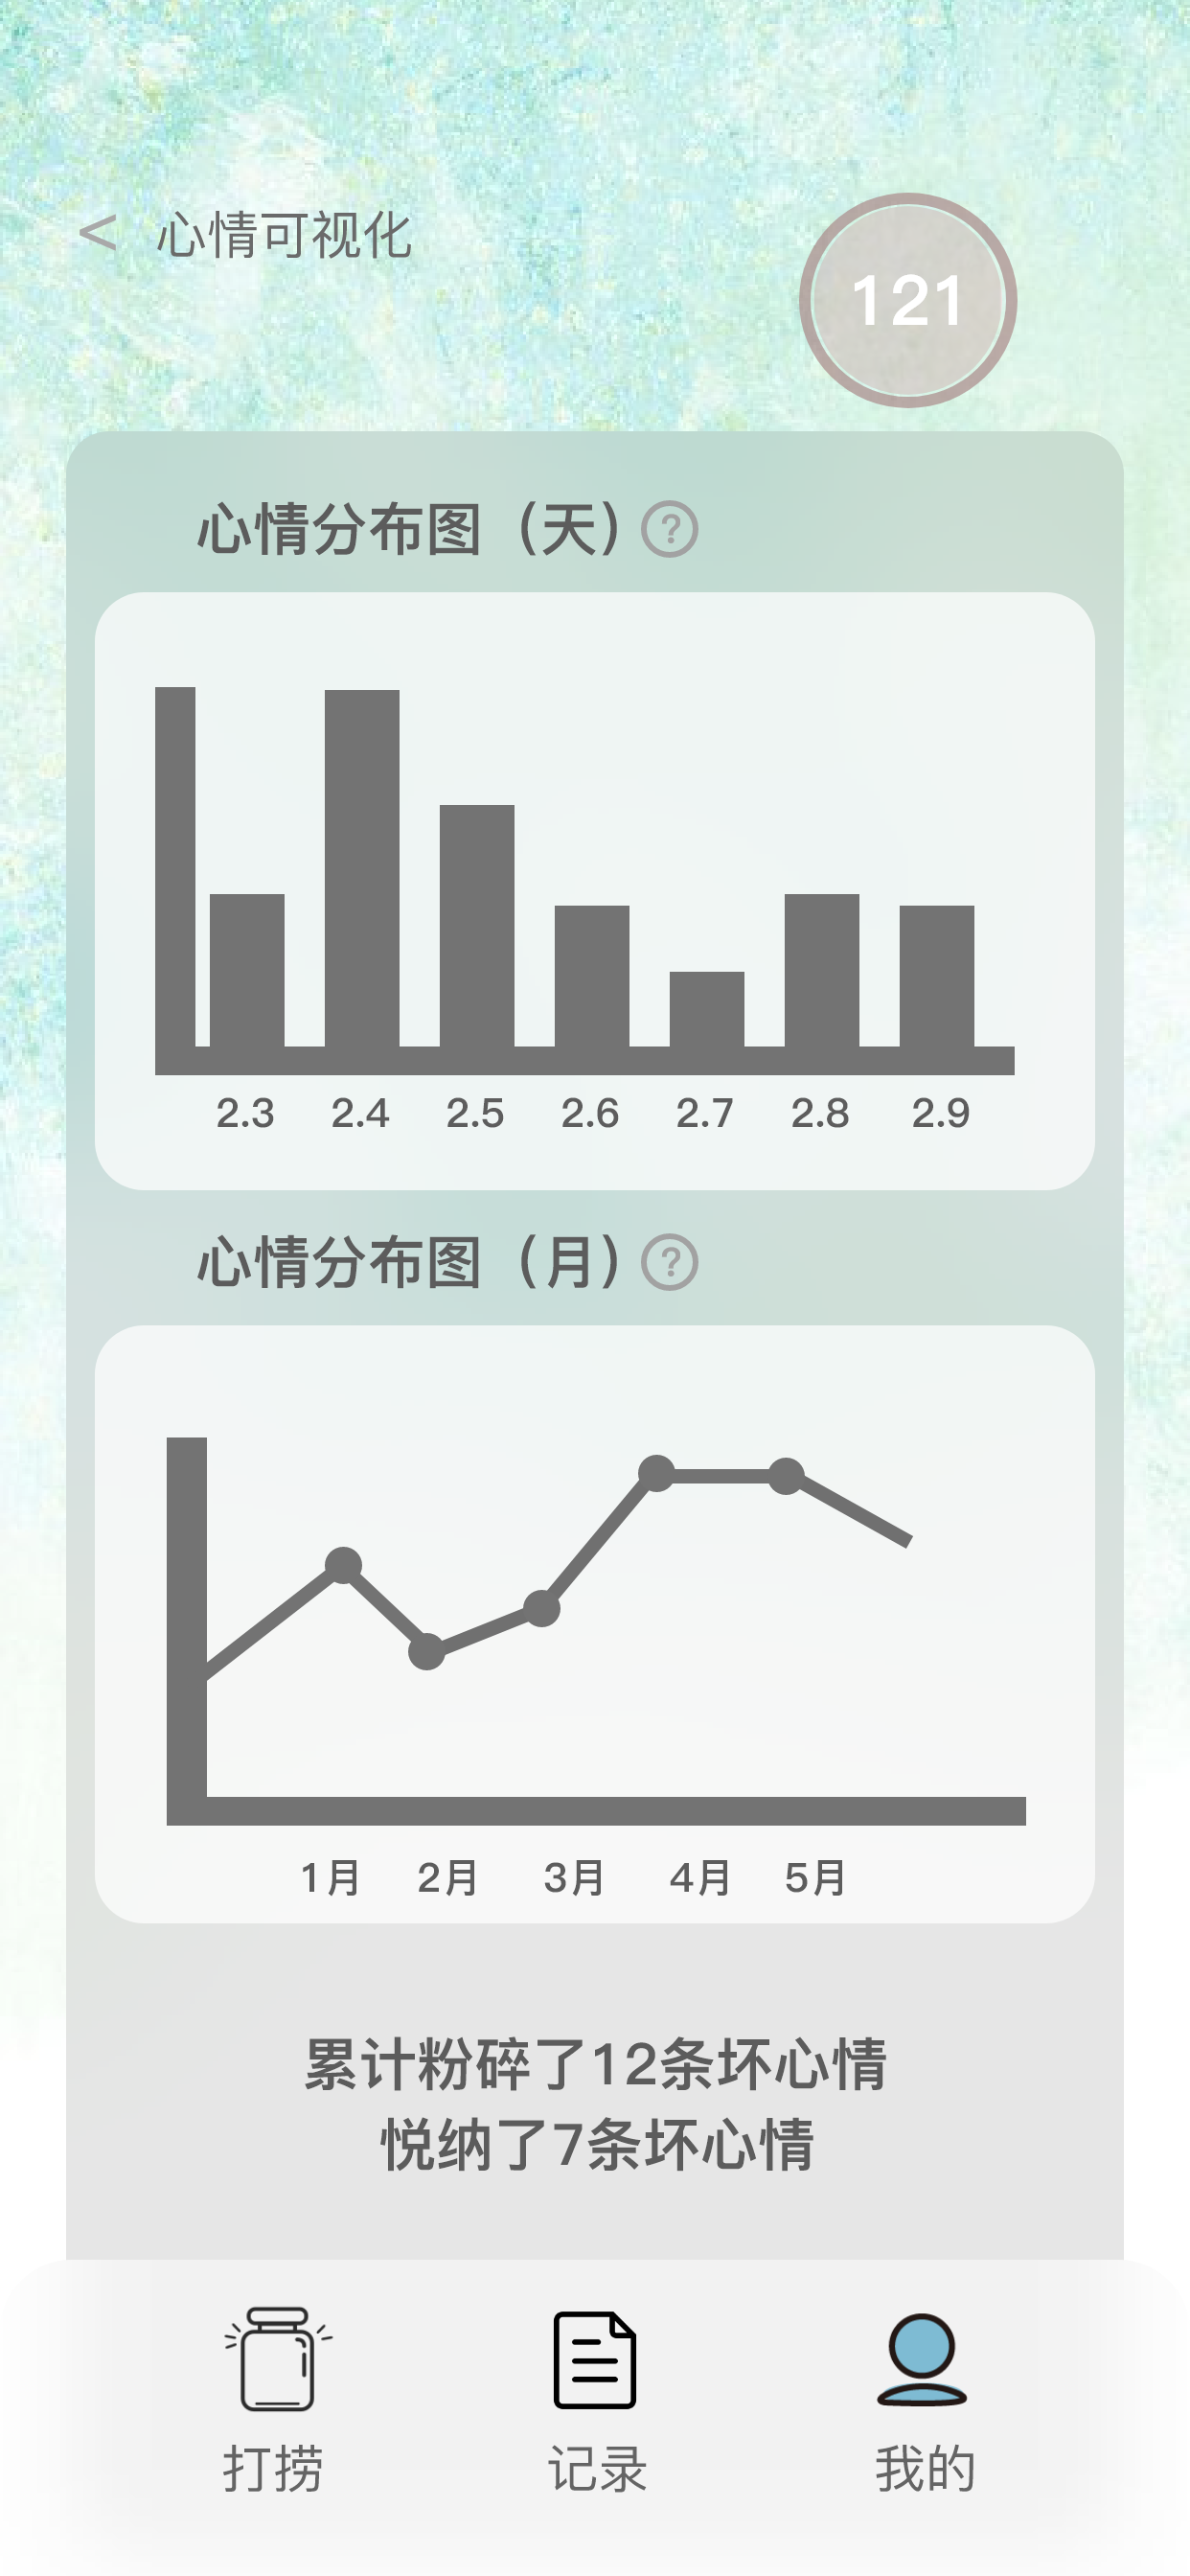 < 心情可视化
121
心情分布图（天）?
2.3 2.4 2.5 2.6 2.7 2.8 2.9
心情分布图（月）?
1月 2月 3月 4月 5月
累计粉碎了12条坏心情
悦纳了7条坏心情
打捞 记录 我的